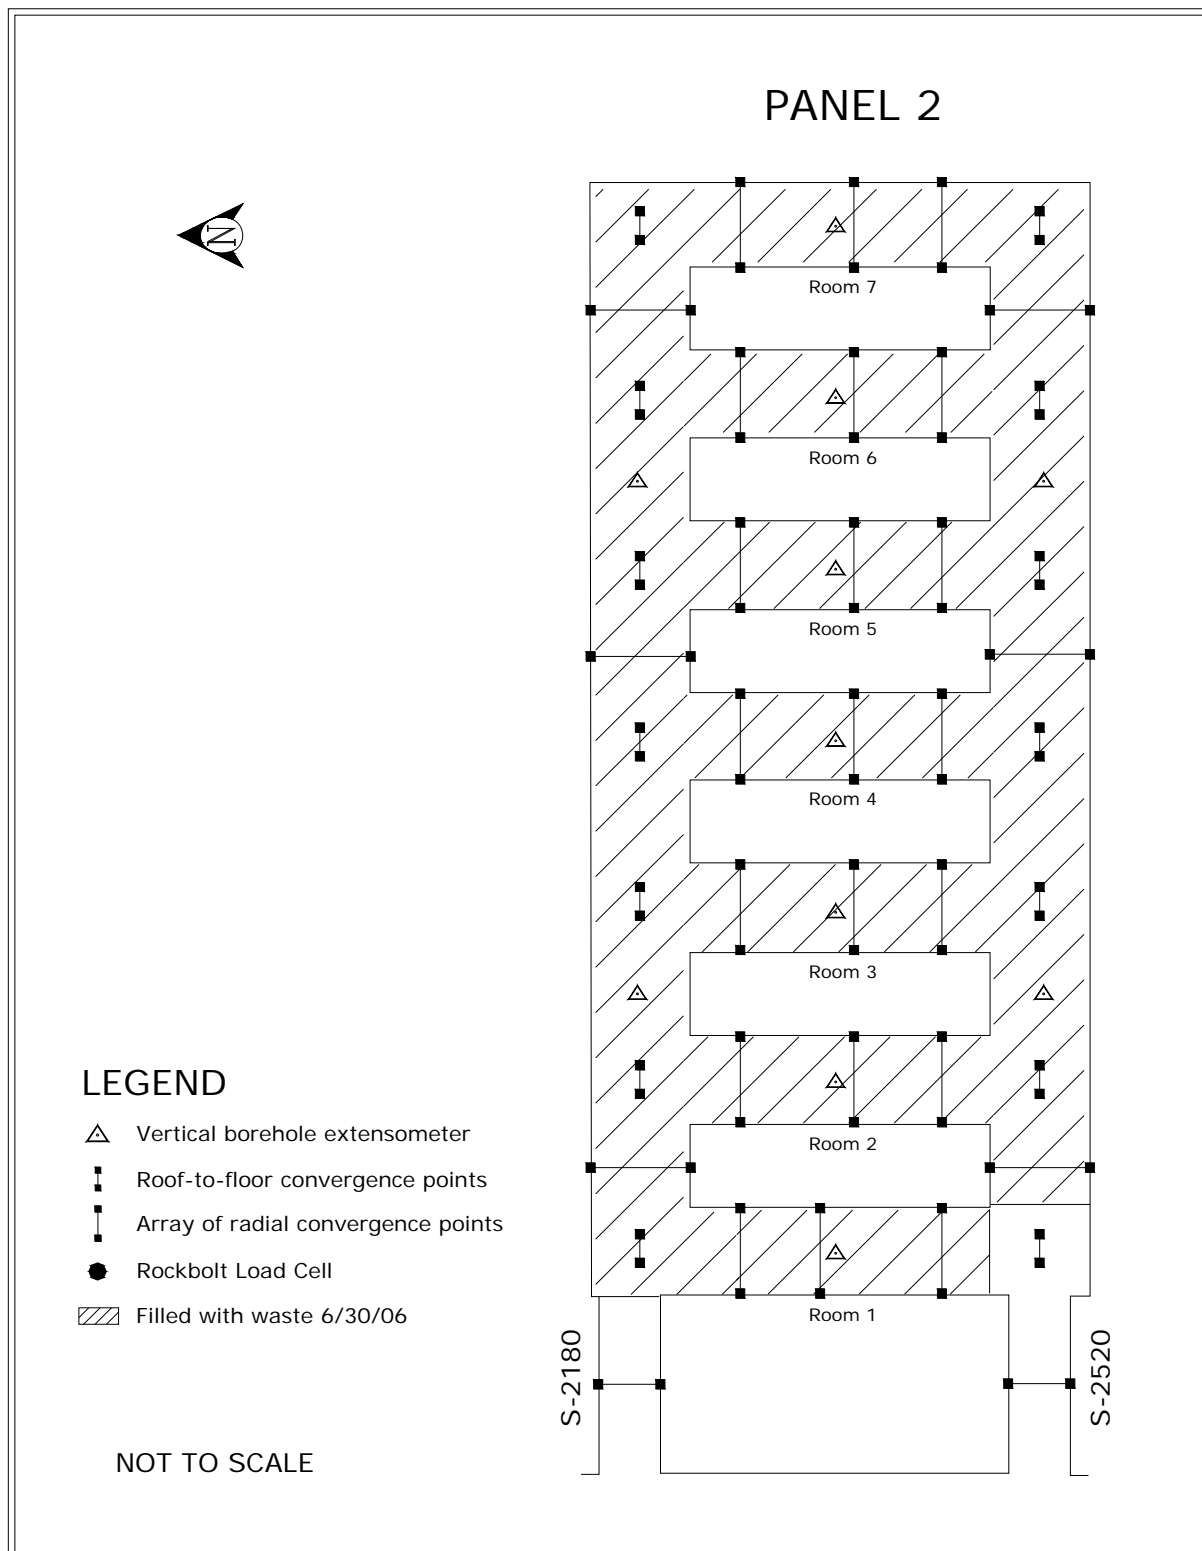 PANEL 2
N
Room 7
Room 6
Room 5
Room 4
Room 3
Room 2
Room 1
S-2180
S-2520
LEGEND
Vertical borehole extensometer
Roof-to-floor convergence points
Array of radial convergence points
Rockbolt Load Cell
Filled with waste 6/30/06
NOT TO SCALE